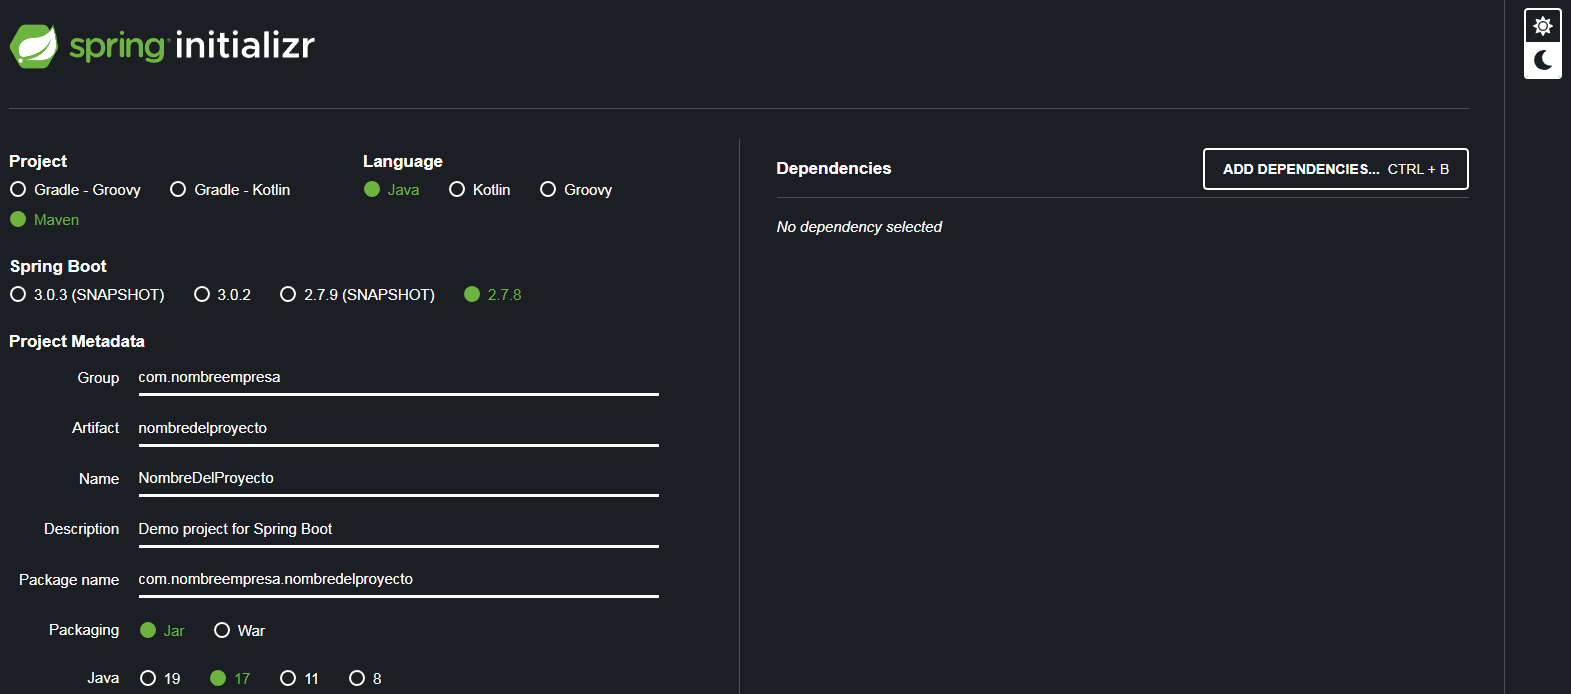 spring initializr
Project
Gradle - Groovy Gradle - Kotlin
Maven
Language
Java Kotlin Groovy
Spring Boot
3.0.3 (SNAPSHOT) 3.0.2 2.7.9 (SNAPSHOT) 2.7.8
Project Metadata
Group com.nombreempresa
Artifact nombredelproyecto
Name NombreDelProyecto
Description Demo project for Spring Boot
Package name com.nombreempresa.nombredelproyecto
Packaging Jar War
Java 19 17 11 8
Dependencies
ADD DEPENDENCIES... CTRL + B
No dependency selected